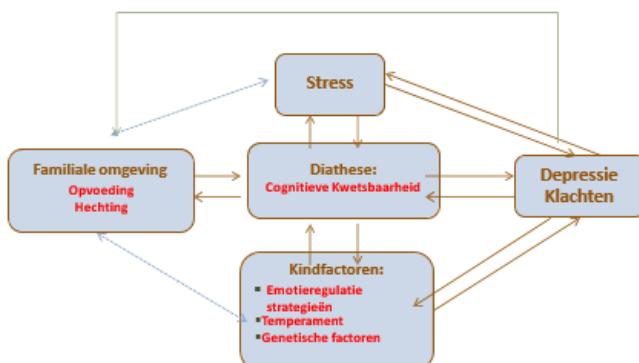 Stress
Familiale omgeving
Opvoeding
Hechting
Diathese:
Cognitieve Kwetsbaarheid
Depressie
Klachten
Kindfactoren:
▪ Emotieregulatie
strategieën
▪ Temperament
▪ Genetische factoren